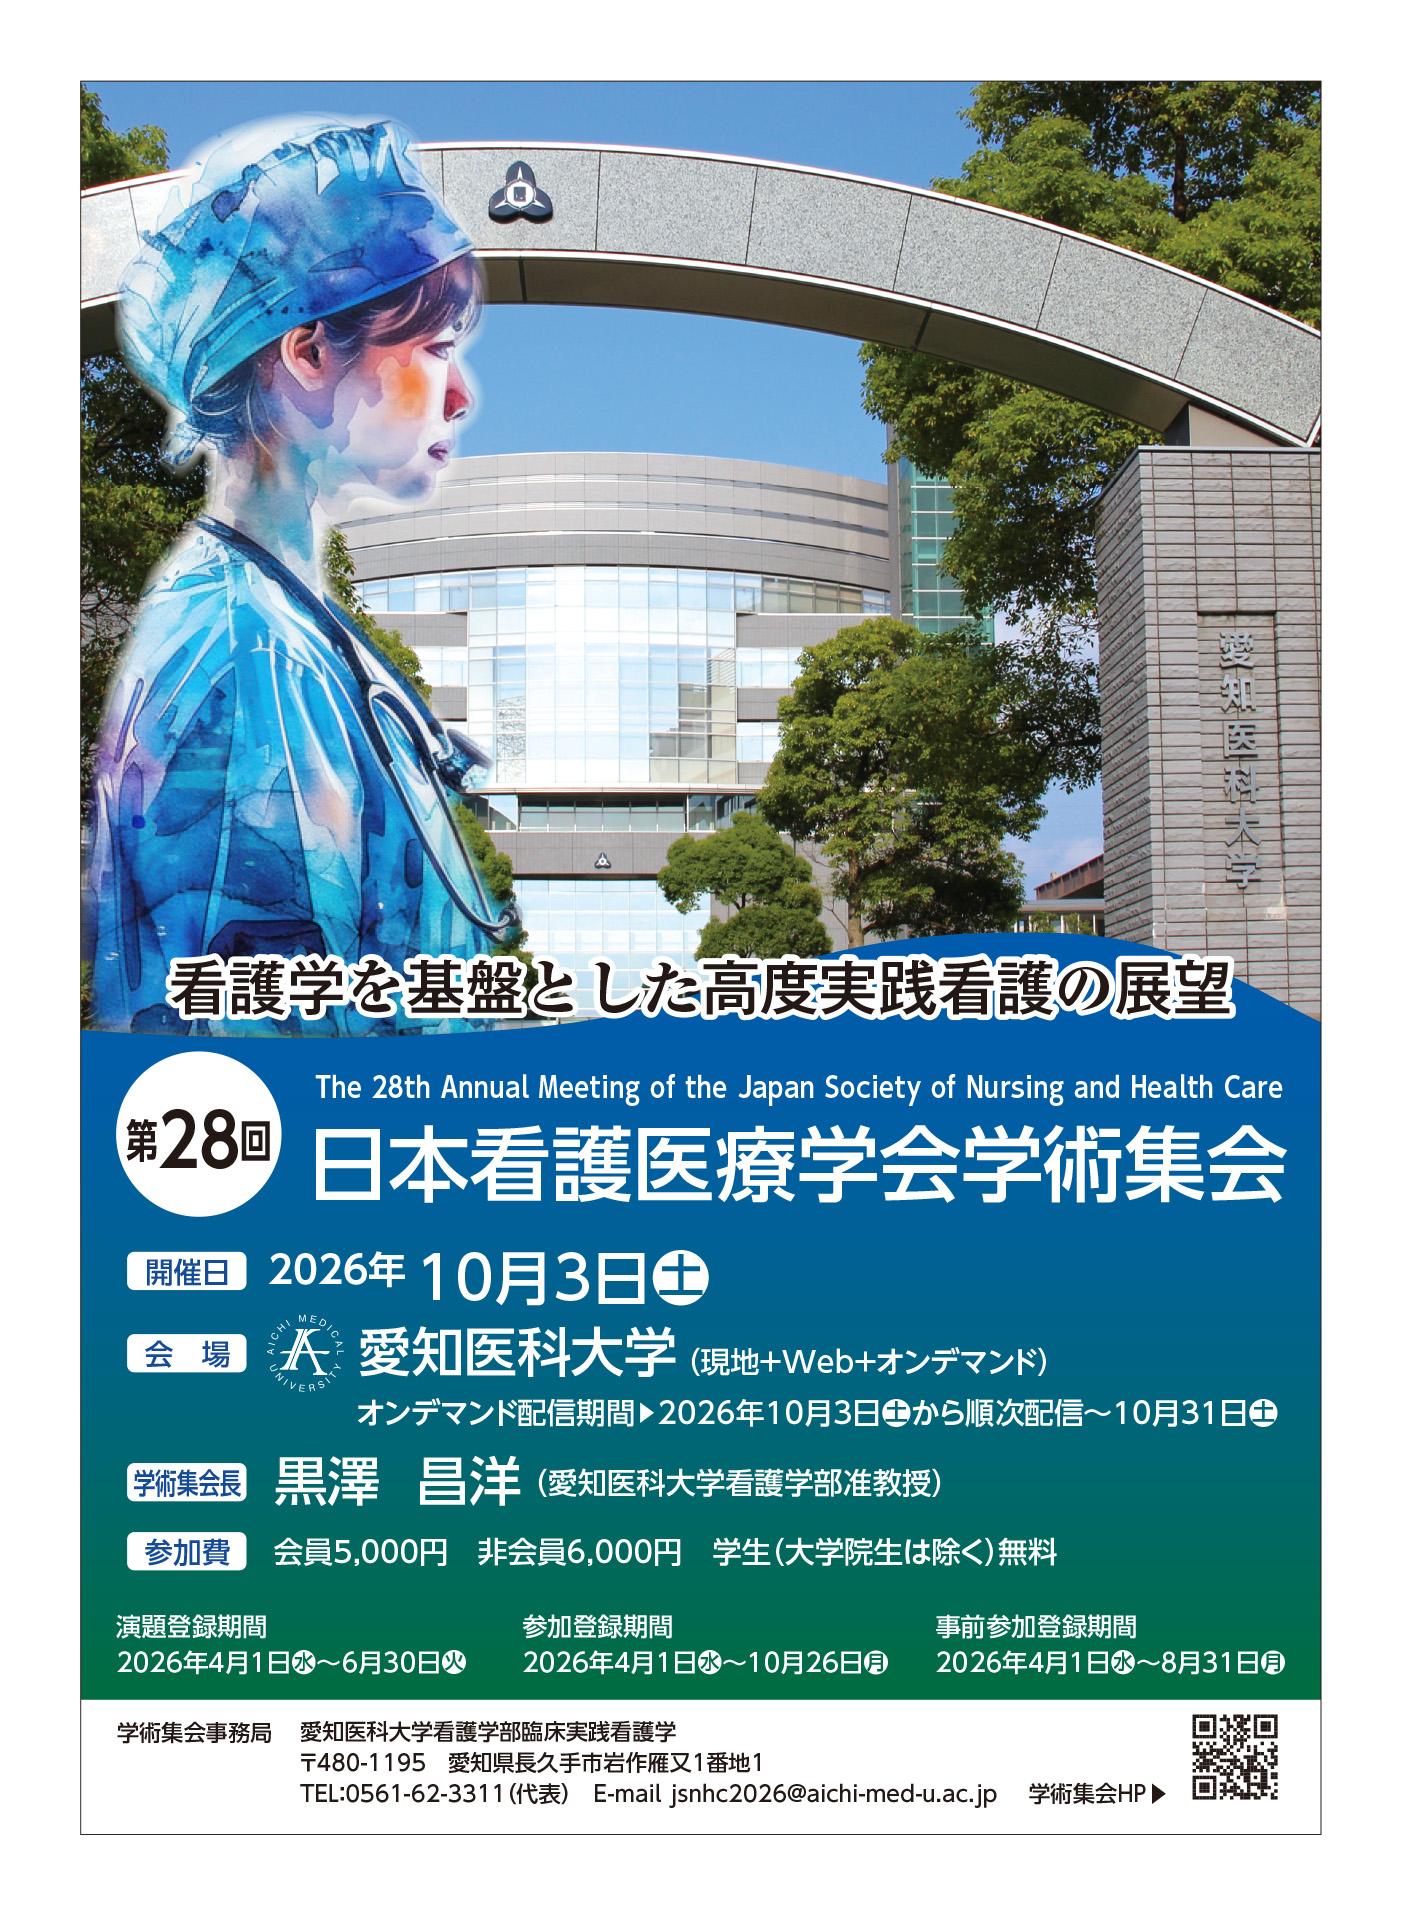 愛知医科大学
看護学を基盤とした高度実践看護の展望
第28回
The 28th Annual Meeting of the Japan Society of Nursing and Health Care
日本看護医療学会学術集会
開催日 2026年 10月3日土
会　場 AICHI MEDICAL UNIVERSITY 愛知医科大学（現地+Web+オンデマンド）
オンデマンド配信期間▶2026年10月3日土から順次配信～10月31日土
学術集会長 黒澤　昌洋（愛知医科大学看護学部准教授）
参加費 会員5,000円　非会員6,000円　学生（大学院生は除く）無料
演題登録期間
2026年4月1日水～6月30日火
参加登録期間
2026年4月1日水～10月26日月
事前参加登録期間
2026年4月1日水～8月31日月
学術集会事務局　愛知医科大学看護学部臨床実践看護学
〒480-1195　愛知県長久手市岩作雁又1番地1
TEL:0561-62-3311（代表）　E-mail jsnhc2026@aichi-med-u.ac.jp　学術集会HP▶